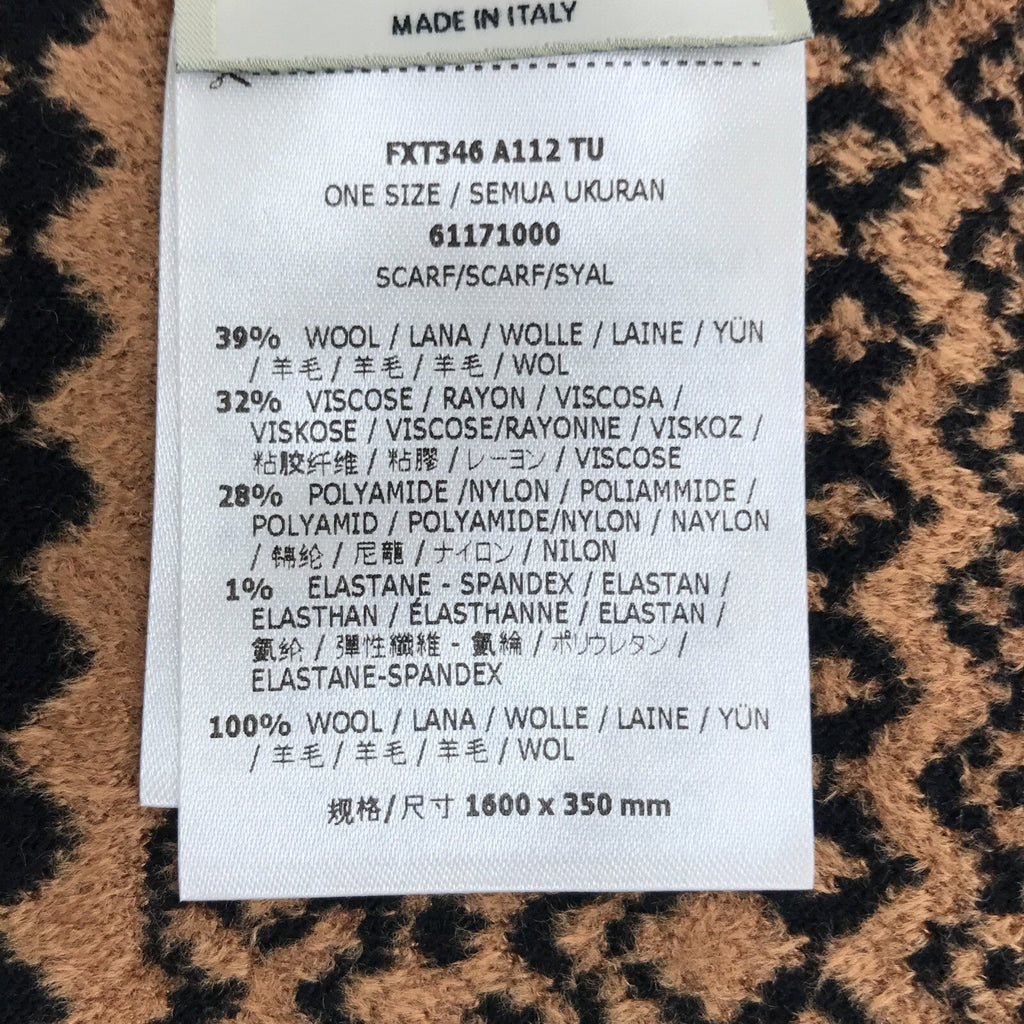 MADE IN ITALY
FXT346 A112 TU
ONE SIZE / SEMUA UKURAN
61171000
SCARF/SCARF/SYAL
39% WOOL / LANA / WOLLE / LAINE / YÜN
/ 羊毛 / 羊毛 / 羊毛 / WOL
32% VISCOSE / RAYON / VISCOSA /
VISKOSE / VISCOSE/RAYONNE / VISKOZ /
粘胶纤维 / 粘膠 / レーヨン / VISCOSE
28% POLYAMIDE /NYLON / POLIAMMIDE /
POLYAMID / POLYAMIDE/NYLON / NAYLON
/ 锦纶 / 尼龍 / ナイロン / NILON
1% ELASTANE - SPANDEX / ELASTAN /
ELASTHAN / ÉLASTHANNE / ELASTAN /
氨纶 / 彈性纖維 - 氨綸 / ポリウレタン /
ELASTANE-SPANDEX
100% WOOL / LANA / WOLLE / LAINE / YÜN
/ 羊毛 / 羊毛 / 羊毛 / WOL
规格/尺寸 1600 x 350 mm